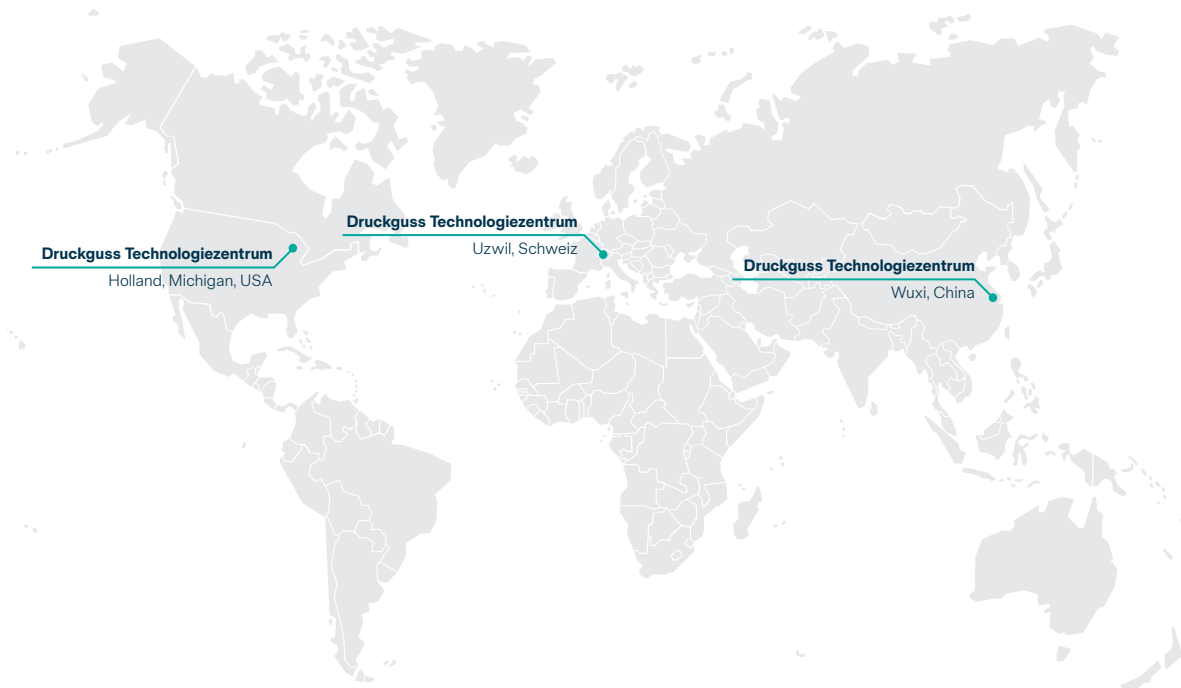 Druckguss Technologiezentrum
Holland, Michigan, USA
Druckguss Technologiezentrum
Uzwil, Schweiz
Druckguss Technologiezentrum
Wuxi, China